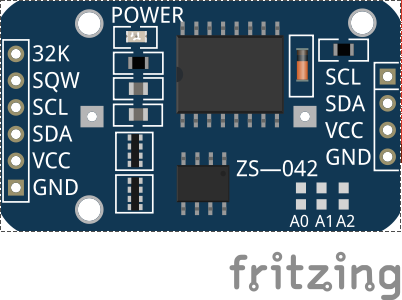 POWER
32K
SQW
SCL
SDA
VCC
GND
SCL
SDA
VCC
GND
ZS—042
A0 A1 A2
fritzing